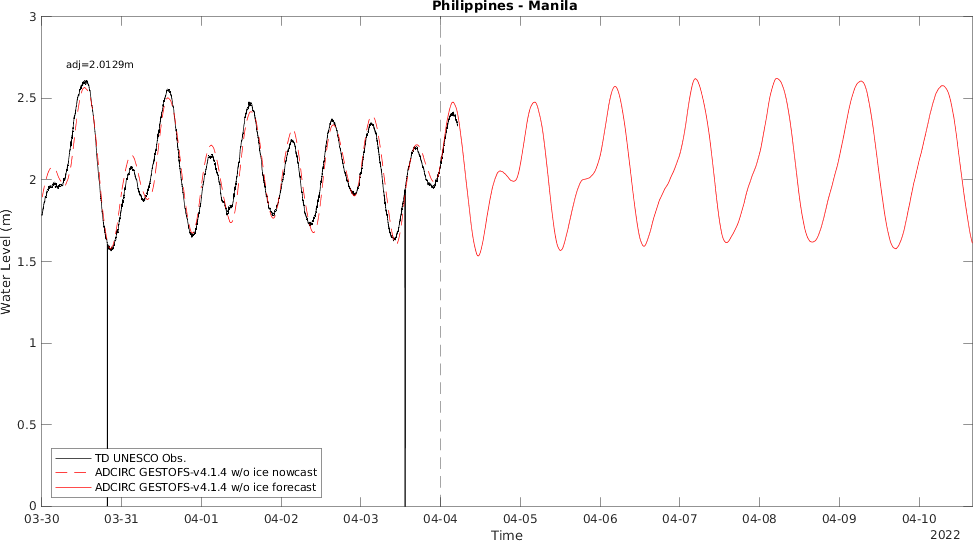 Philippines - Manila
adj=2.0129m
3
2.5
2
1.5
1
0.5
0
Water Level (m)
TD UNESCO Obs.
ADCIRC GESTOFS-v4.1.4 w/o ice nowcast
ADCIRC GESTOFS-v4.1.4 w/o ice forecast
03-30 03-31 04-01 04-02 04-03 04-04 04-05 04-06 04-07 04-08 04-09 04-10
Time
2022